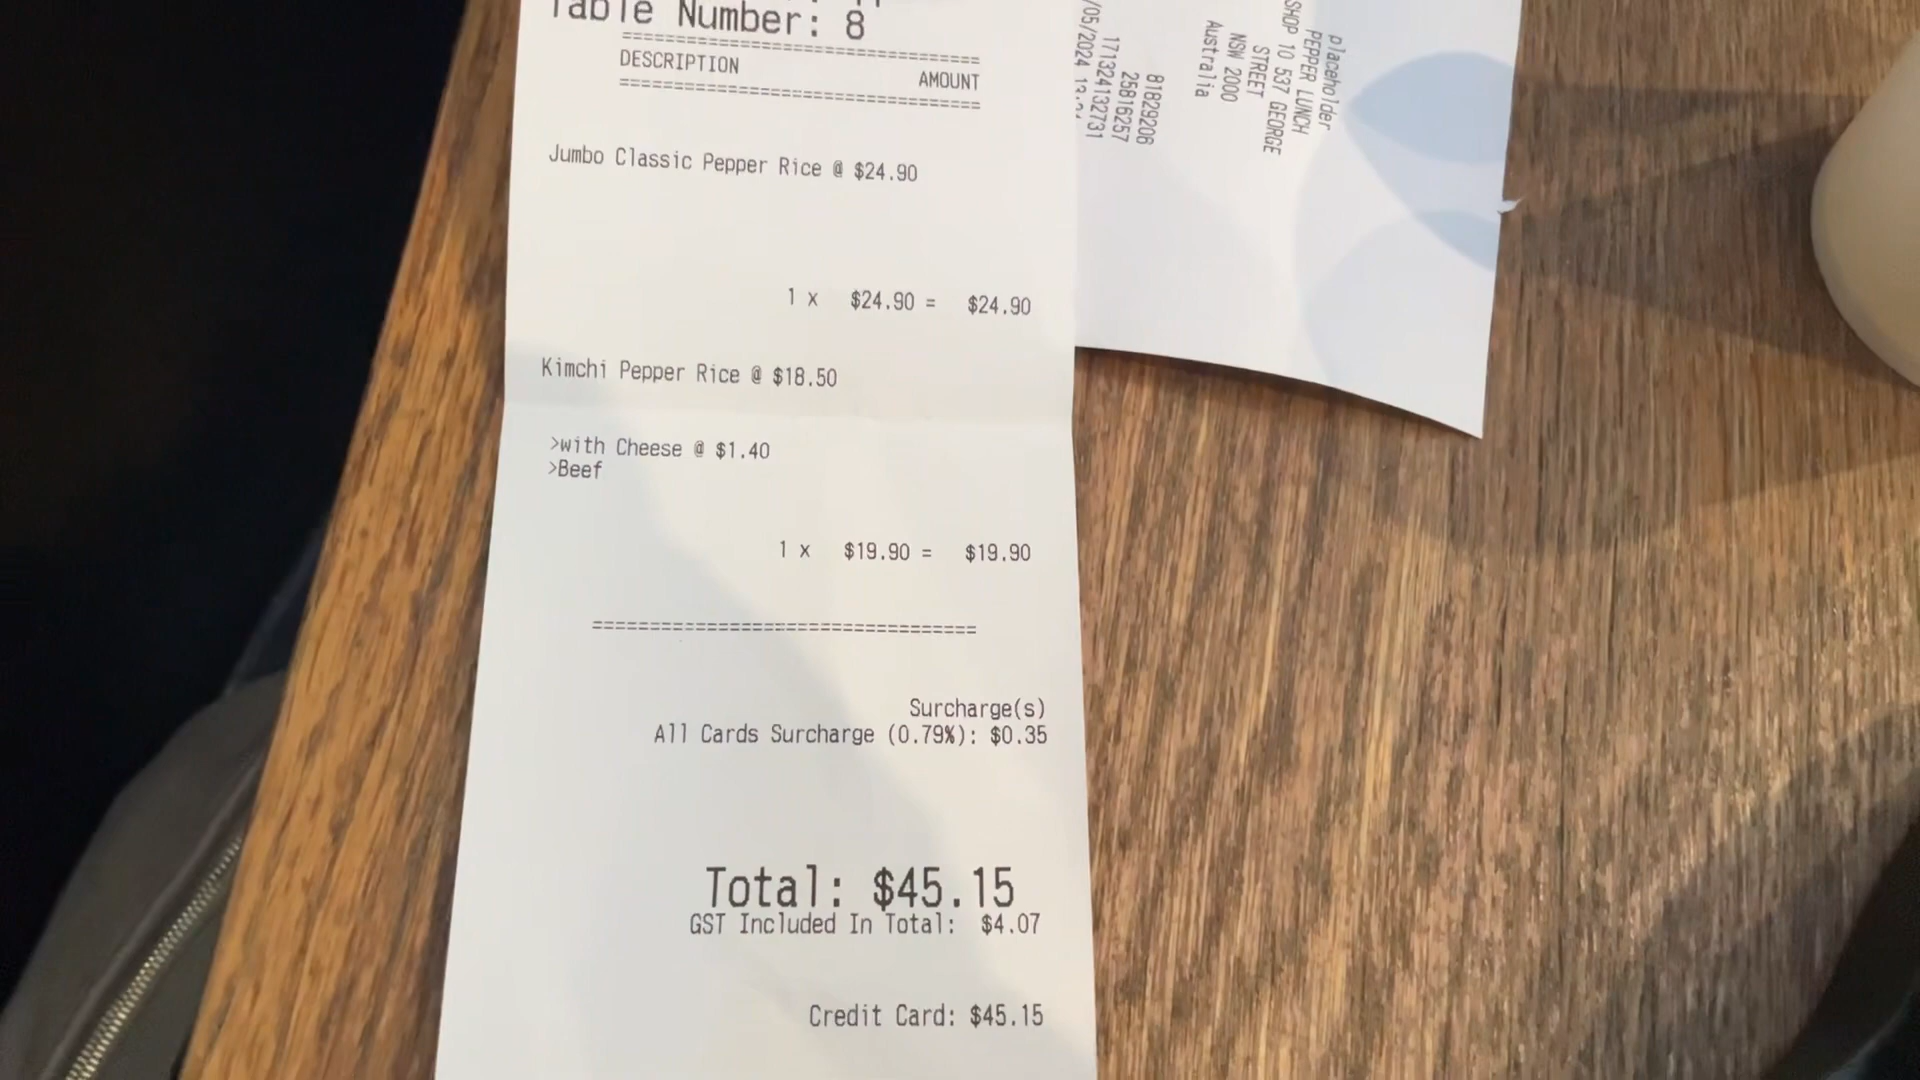 Table Number: 8
=================================
DESCRIPTION AMOUNT
=================================
Jumbo Classic Pepper Rice @ $24.90
1 x $24.90 = $24.90
Kimchi Pepper Rice @ $18.50
>with Cheese @ $1.40
>Beef
1 x $19.90 = $19.90
=================================
Surcharge(s)
All Cards Surcharge (0.79%): $0.35
Total: $45.15
GST Included In Total: $4.07
Credit Card: $45.15
placeholder
PEPPER LUNCH
SHOP 10 537 GEORGE
STREET
NSW 2000
Australia
81829206
25816257
171324132731
/05/2024